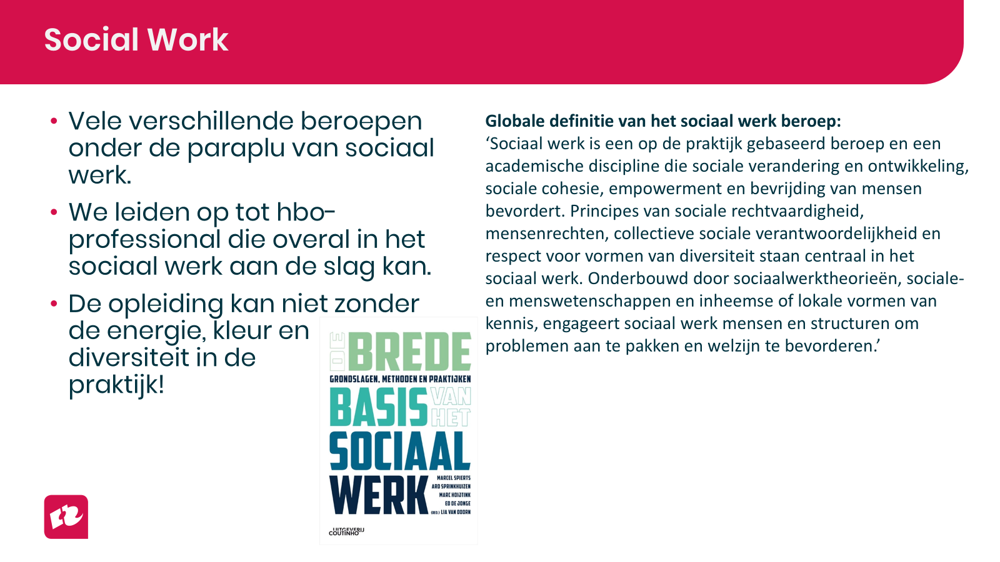 Social Work
• Vele verschillende beroepen
onder de paraplu van sociaal
werk.
• We leiden op tot hbo-
professional die overal in het
sociaal werk aan de slag kan.
• De opleiding kan niet zonder
de energie, kleur en
diversiteit in de
praktijk!
DE
BREDE
GRONDSLAGEN, METHODEN EN PRAKTIJKEN
BASIS VAN
HET
SOCIAAL
WERK
MARCEL SPIERTS
ARD SPRINKHUIZEN
MARC HOIJTINK
ED DE JONGE
(RED.) LIA VAN DOORN
UITGEVERIJ
COUTINHO
Globale definitie van het sociaal werk beroep:
‘Sociaal werk is een op de praktijk gebaseerd beroep en een
academische discipline die sociale verandering en ontwikkeling,
sociale cohesie, empowerment en bevrijding van mensen
bevordert. Principes van sociale rechtvaardigheid,
mensenrechten, collectieve sociale verantwoordelijkheid en
respect voor vormen van diversiteit staan centraal in het
sociaal werk. Onderbouwd door sociaalwerktheorieën, sociale-
en menswetenschappen en inheemse of lokale vormen van
kennis, engageert sociaal werk mensen en structuren om
problemen aan te pakken en welzijn te bevorderen.’